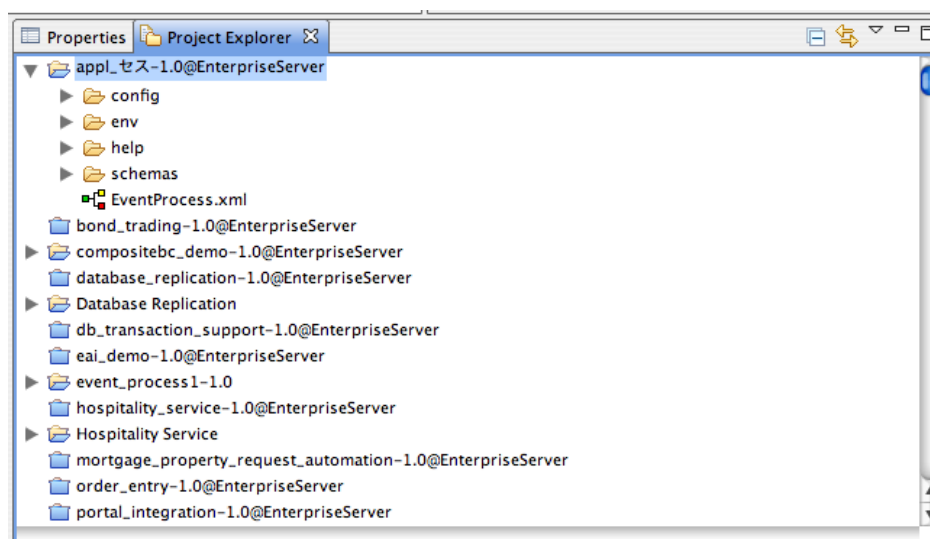 Properties Project Explorer
appl_セス-1.0@EnterpriseServer
config
env
help
schemas
EventProcess.xml
bond_trading-1.0@EnterpriseServer
compositebc_demo-1.0@EnterpriseServer
database_replication-1.0@EnterpriseServer
Database Replication
db_transaction_support-1.0@EnterpriseServer
eai_demo-1.0@EnterpriseServer
event_process1-1.0
hospitality_service-1.0@EnterpriseServer
Hospitality Service
mortgage_property_request_automation-1.0@EnterpriseServer
order_entry-1.0@EnterpriseServer
portal_integration-1.0@EnterpriseServer